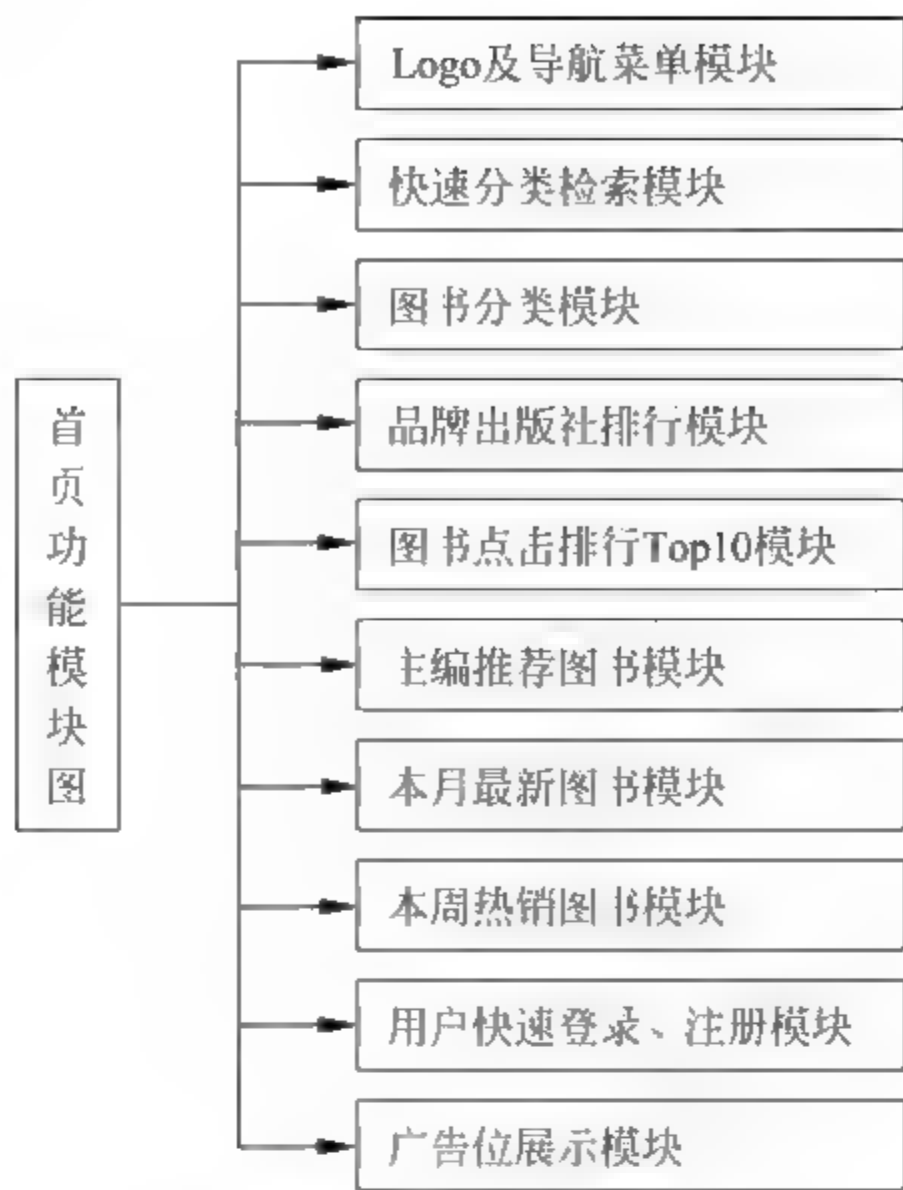 首页功能模块图
Logo及导航菜单模块
快速分类检索模块
图书分类模块
品牌出版社排行模块
图书点击排行Top10模块
主编推荐图书模块
本月最新图书模块
本周热销图书模块
用户快速登录、注册模块
广告位展示模块